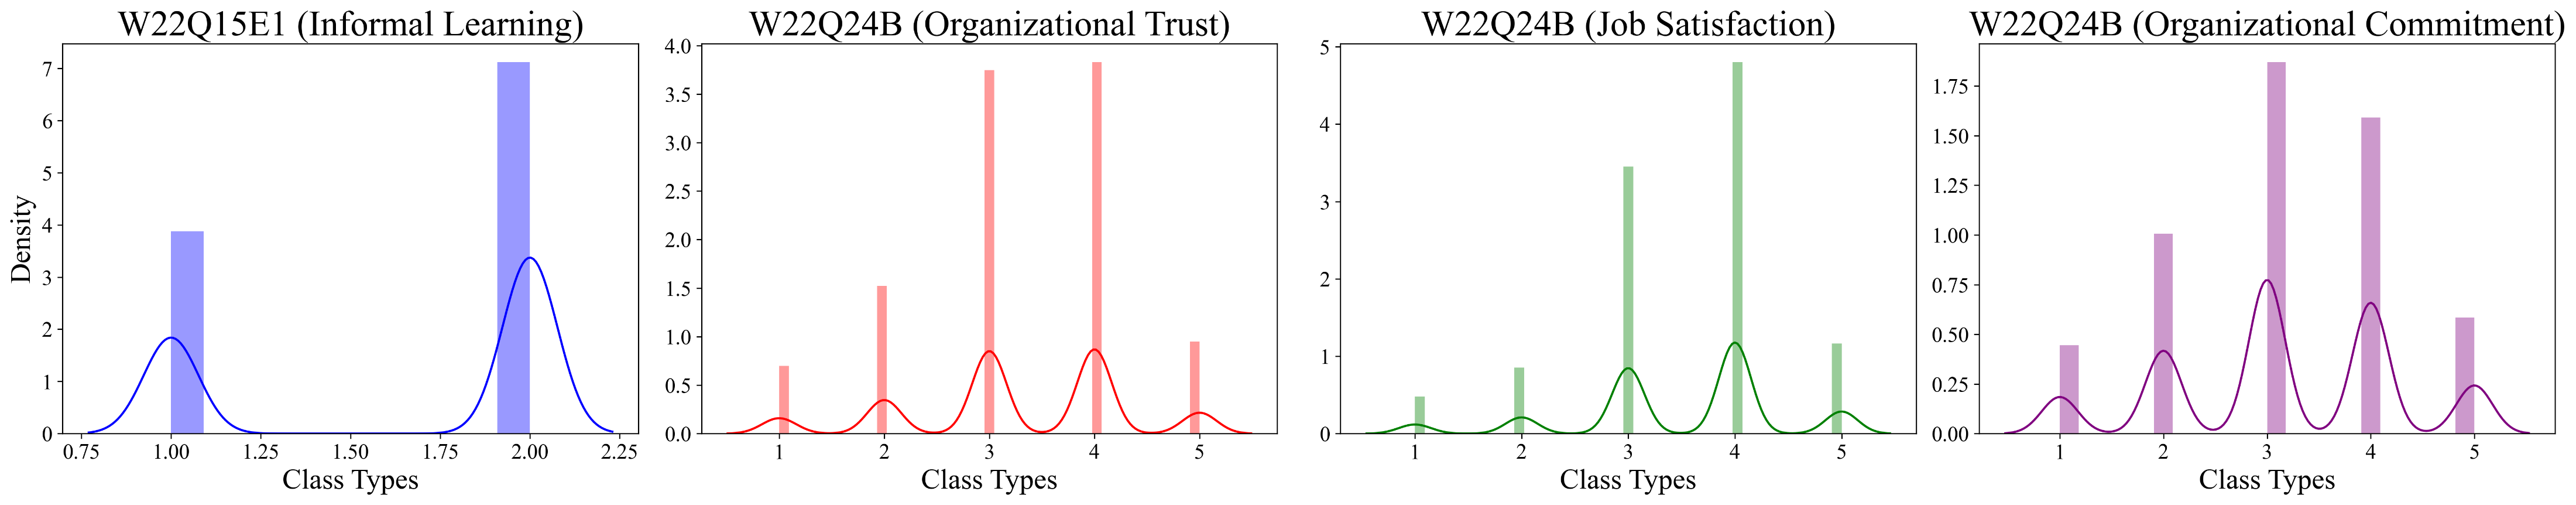 W22Q15E1 (Informal Learning)
Density
7
6
5
4
3
2
1
0
0.75 1.00 1.25 1.50 1.75 2.00 2.25
Class Types
W22Q24B (Organizational Trust)
4.0
3.5
3.0
2.5
2.0
1.5
1.0
0.5
0.0
1 2 3 4 5
Class Types
W22Q24B (Job Satisfaction)
5
4
3
2
1
0
1 2 3 4 5
Class Types
W22Q24B (Organizational Commitment)
1.75
1.50
1.25
1.00
0.75
0.50
0.25
0.00
1 2 3 4 5
Class Types